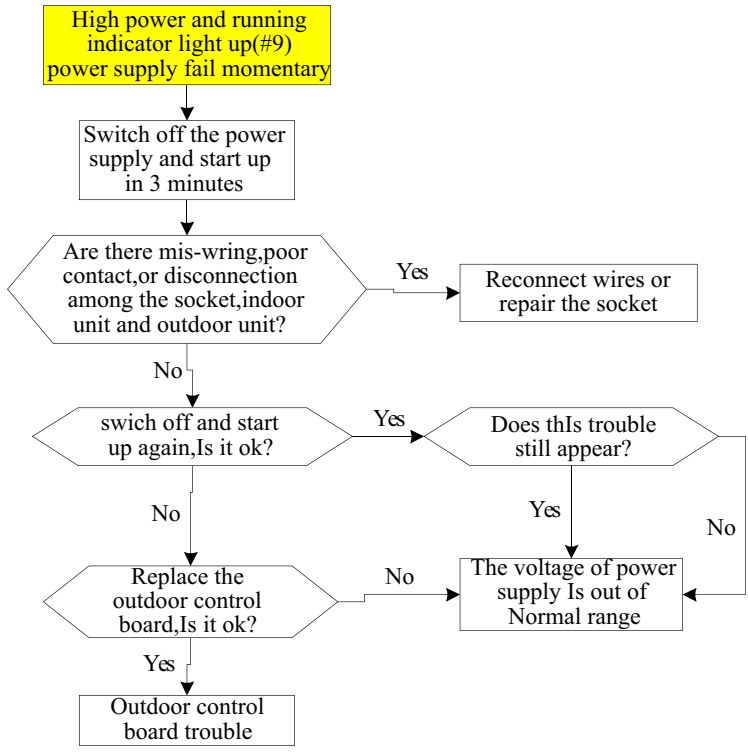 High power and running
indicator light up(#9)
power supply fail momentary
Switch off the power
supply and start up
in 3 minutes
Are there mis-wring,poor
contact,or disconnection
among the socket,indoor
unit and outdoor unit?
Yes
Reconnect wires or
repair the socket
No
swich off and start
up again,Is it ok?
Yes
Does thIs trouble
still appear?
No
Yes
No
Replace the
outdoor control
board,Is it ok?
No
The voltage of power
supply Is out of
Normal range
Yes
Outdoor control
board trouble